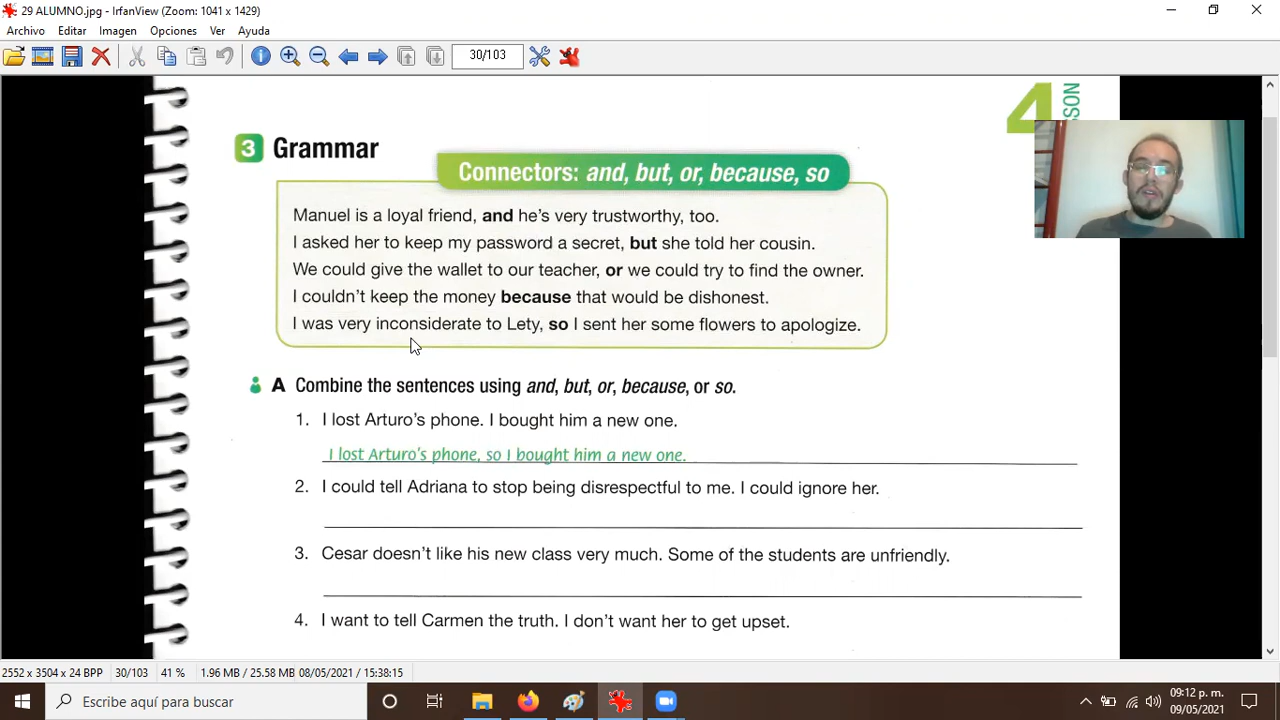 29 ALUMNO.jpg - IrfanView (Zoom: 1041 x 1429)
Archivo Editar Imagen Opciones Ver Ayuda
30/103
4
SON
3 Grammar
Connectors: and, but, or, because, so
Manuel is a loyal friend, and he's very trustworthy, too.
I asked her to keep my password a secret, but she told her cousin.
We could give the wallet to our teacher, or we could try to find the owner.
I couldn't keep the money because that would be dishonest.
I was very inconsiderate to Lety, so I sent her some flowers to apologize.
A Combine the sentences using and, but, or, because, or so.
1. I lost Arturo's phone. I bought him a new one.
I lost Arturo's phone, so I bought him a new one.
2. I could tell Adriana to stop being disrespectful to me. I could ignore her.
3. Cesar doesn't like his new class very much. Some of the students are unfriendly.
4. I want to tell Carmen the truth. I don't want her to get upset.
2552 x 3504 x 24 BPP 30/103 41 % 1.96 MB / 25.58 MB 08/05/2021 / 15:38:15
Escribe aquí para buscar
09:12 p. m.
09/05/2021